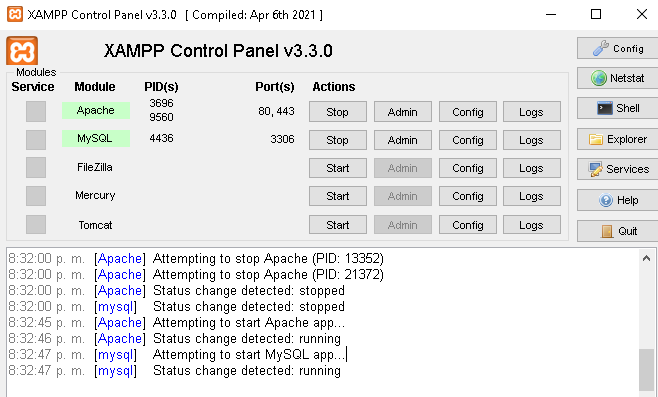 XAMPP Control Panel v3.3.0 [ Compiled: Apr 6th 2021 ]
XAMPP Control Panel v3.3.0
Config
Modules
Service Module PID(s) Port(s) Actions
Netstat
Apache 3696 9560 80, 443 Stop Admin Config Logs
Shell
MySQL 4436 3306 Stop Admin Config Logs
Explorer
FileZilla Start Admin Config Logs
Services
Mercury Start Admin Config Logs
Help
Tomcat Start Admin Config Logs
Quit
8:32:00 p. m. [Apache] Attempting to stop Apache (PID: 13352)
8:32:00 p. m. [Apache] Attempting to stop Apache (PID: 21372)
8:32:00 p. m. [Apache] Status change detected: stopped
8:32:00 p. m. [mysql] Status change detected: stopped
8:32:45 p. m. [Apache] Attempting to start Apache app...
8:32:46 p. m. [Apache] Status change detected: running
8:32:47 p. m. [mysql] Attempting to start MySQL app...
8:32:47 p. m. [mysql] Status change detected: running